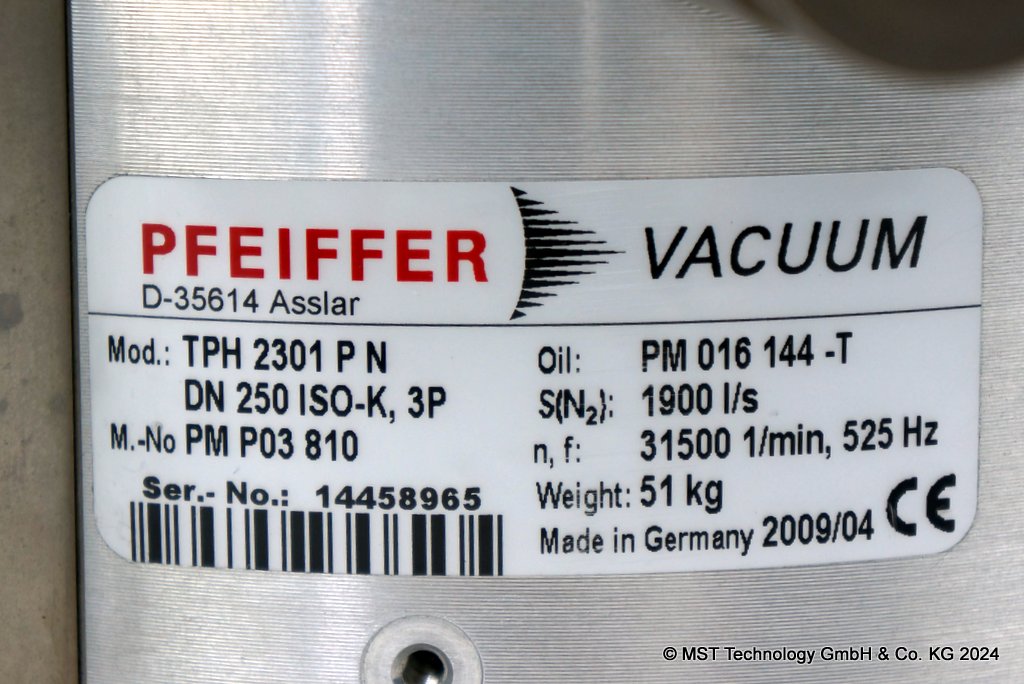 PFEIFFER VACUUM
D-35614 Asslar
Mod.: TPH 2301 P N
DN 250 ISO-K, 3P
M.-No PM P03 810
Ser.- No.: 14458965
Oil: PM 016 144 -T
S(N₂): 1900 l/s
n, f: 31500 1/min, 525 Hz
Weight: 51 kg
Made in Germany 2009/04 CE
© MST Technology GmbH & Co. KG 2024